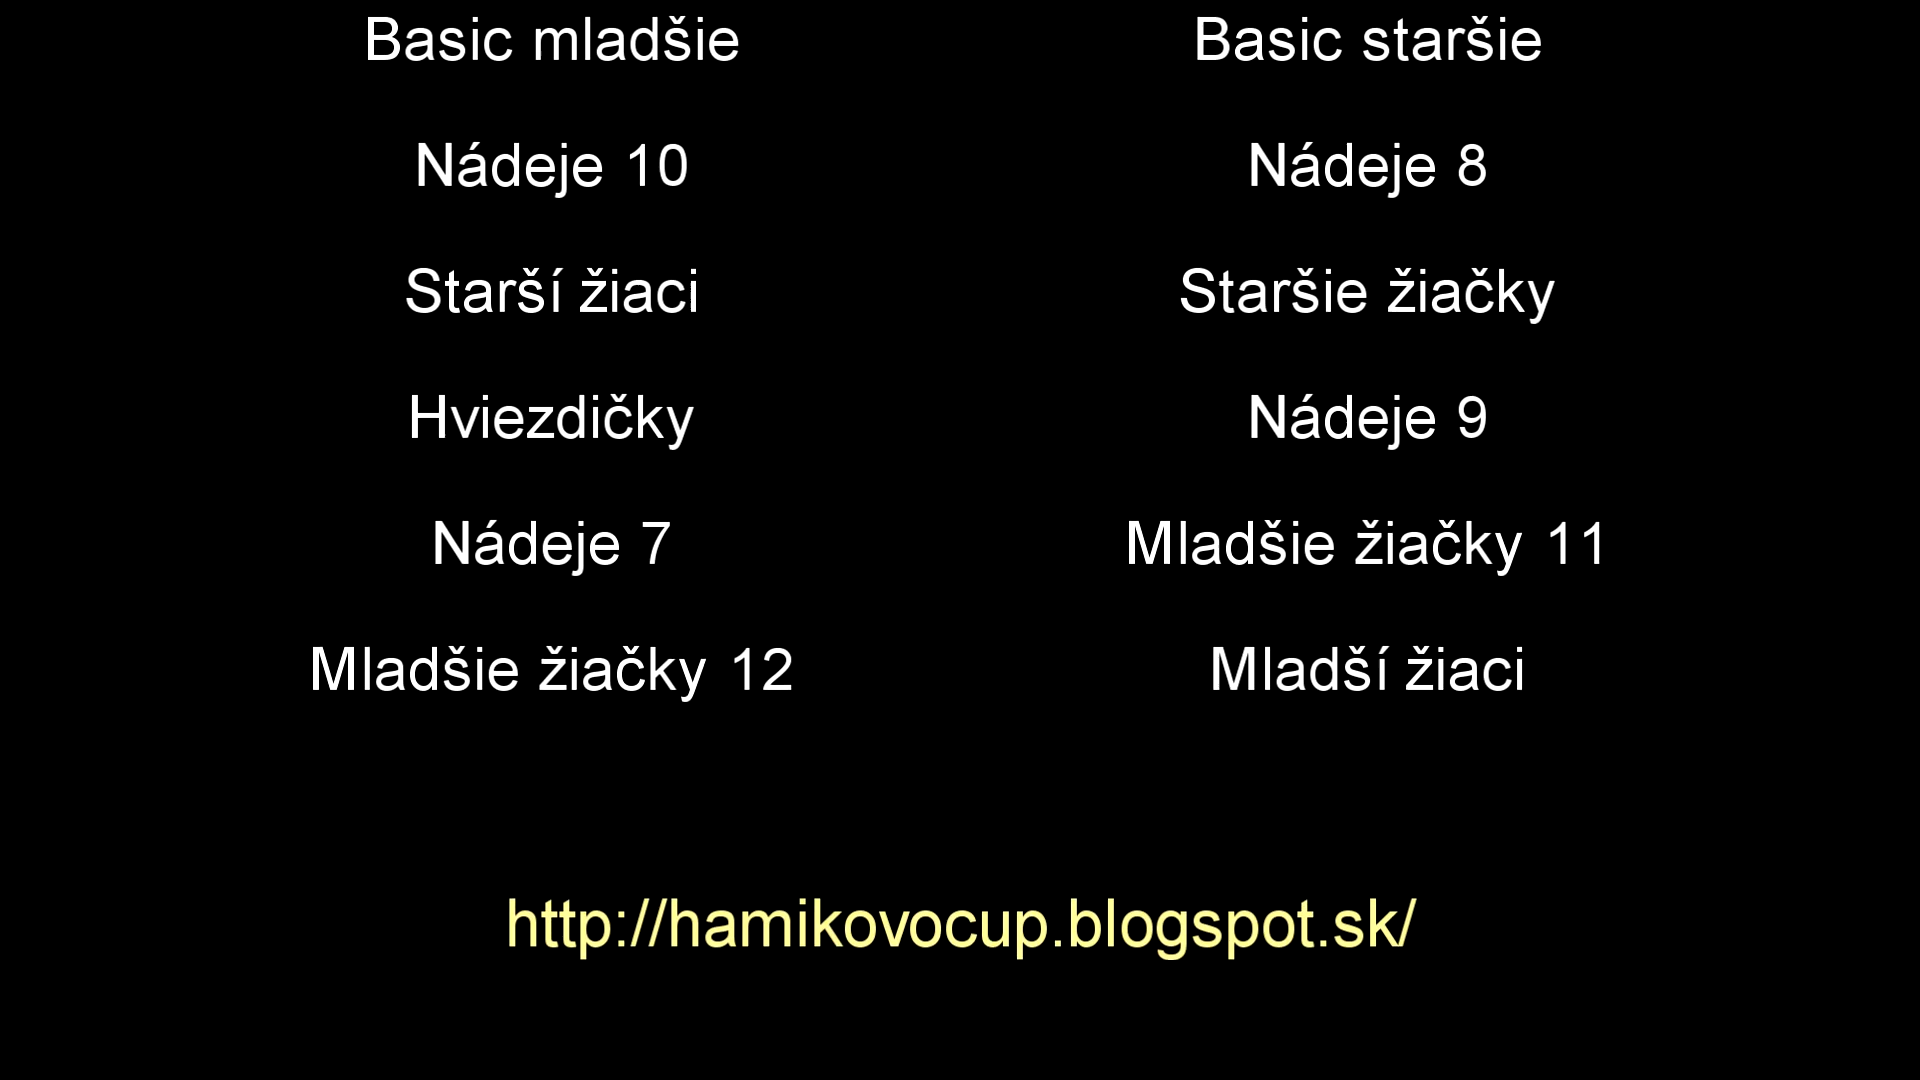 Basic mladšie Basic staršie
Nádeje 10 Nádeje 8
Starší žiaci Staršie žiačky
Hviezdičky Nádeje 9
Nádeje 7 Mladšie žiačky 11
Mladšie žiačky 12 Mladší žiaci
http://hamikovocup.blogspot.sk/